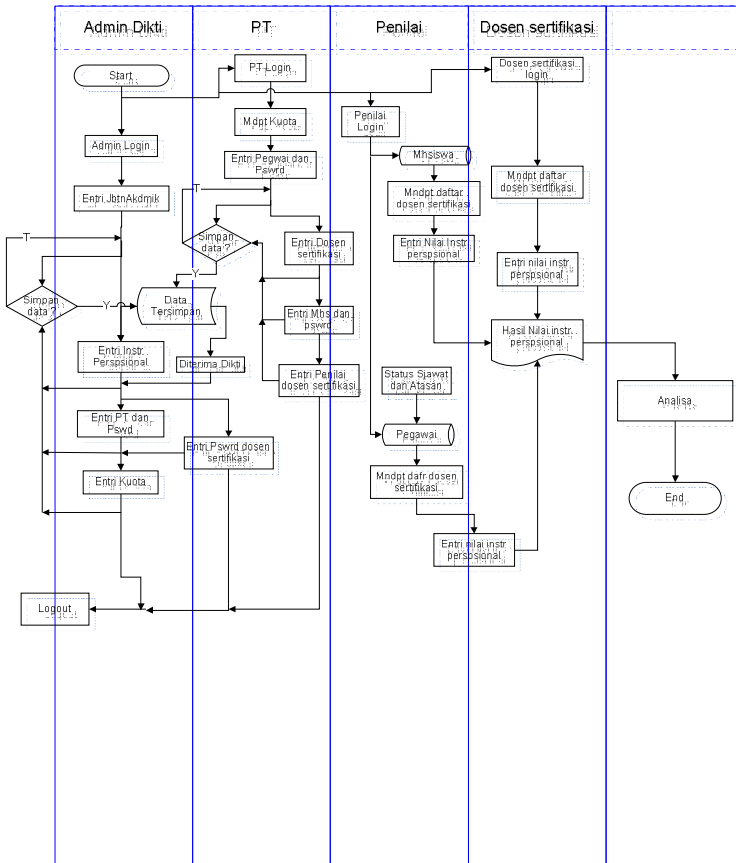 Admin Dikti
PT
Penilai
Dosen sertifikasi
Start
Admin Login
Entri JbtnAkdmik
T
Simpan
data ?
Y
Entri Instr.
Perspsional
Entri PT dan
Pswd
Entri Kuota
Logout
PT Login
Mdpt Kuota
Entri Pegwai dan
Pswrd
T
Simpan
data ?
Y
Data
Tersimpan
Diterima Dikti
Entri Dosen
sertifikasi
Entri Mhs dan
pswrd
Entri Penilai
dosen sertifikasi
Entri Pswrd dosen
sertifikasi
Penilai
Login
Mhsiswa
Mndpt daftar
dosen sertifikasi
Entri Nilai Instr
perspsional
Status Sjawat
dan Atasan
Pegawai
Mndpt dafr dosen
sertifikasi
Entri nilai instr
perspsional
Dosen sertifikasi
login
Mndpt daftar
dosen sertifikasi
Entri nilai instr
perspsional
Hasil Nilai instr.
perspsional
Analisa
End